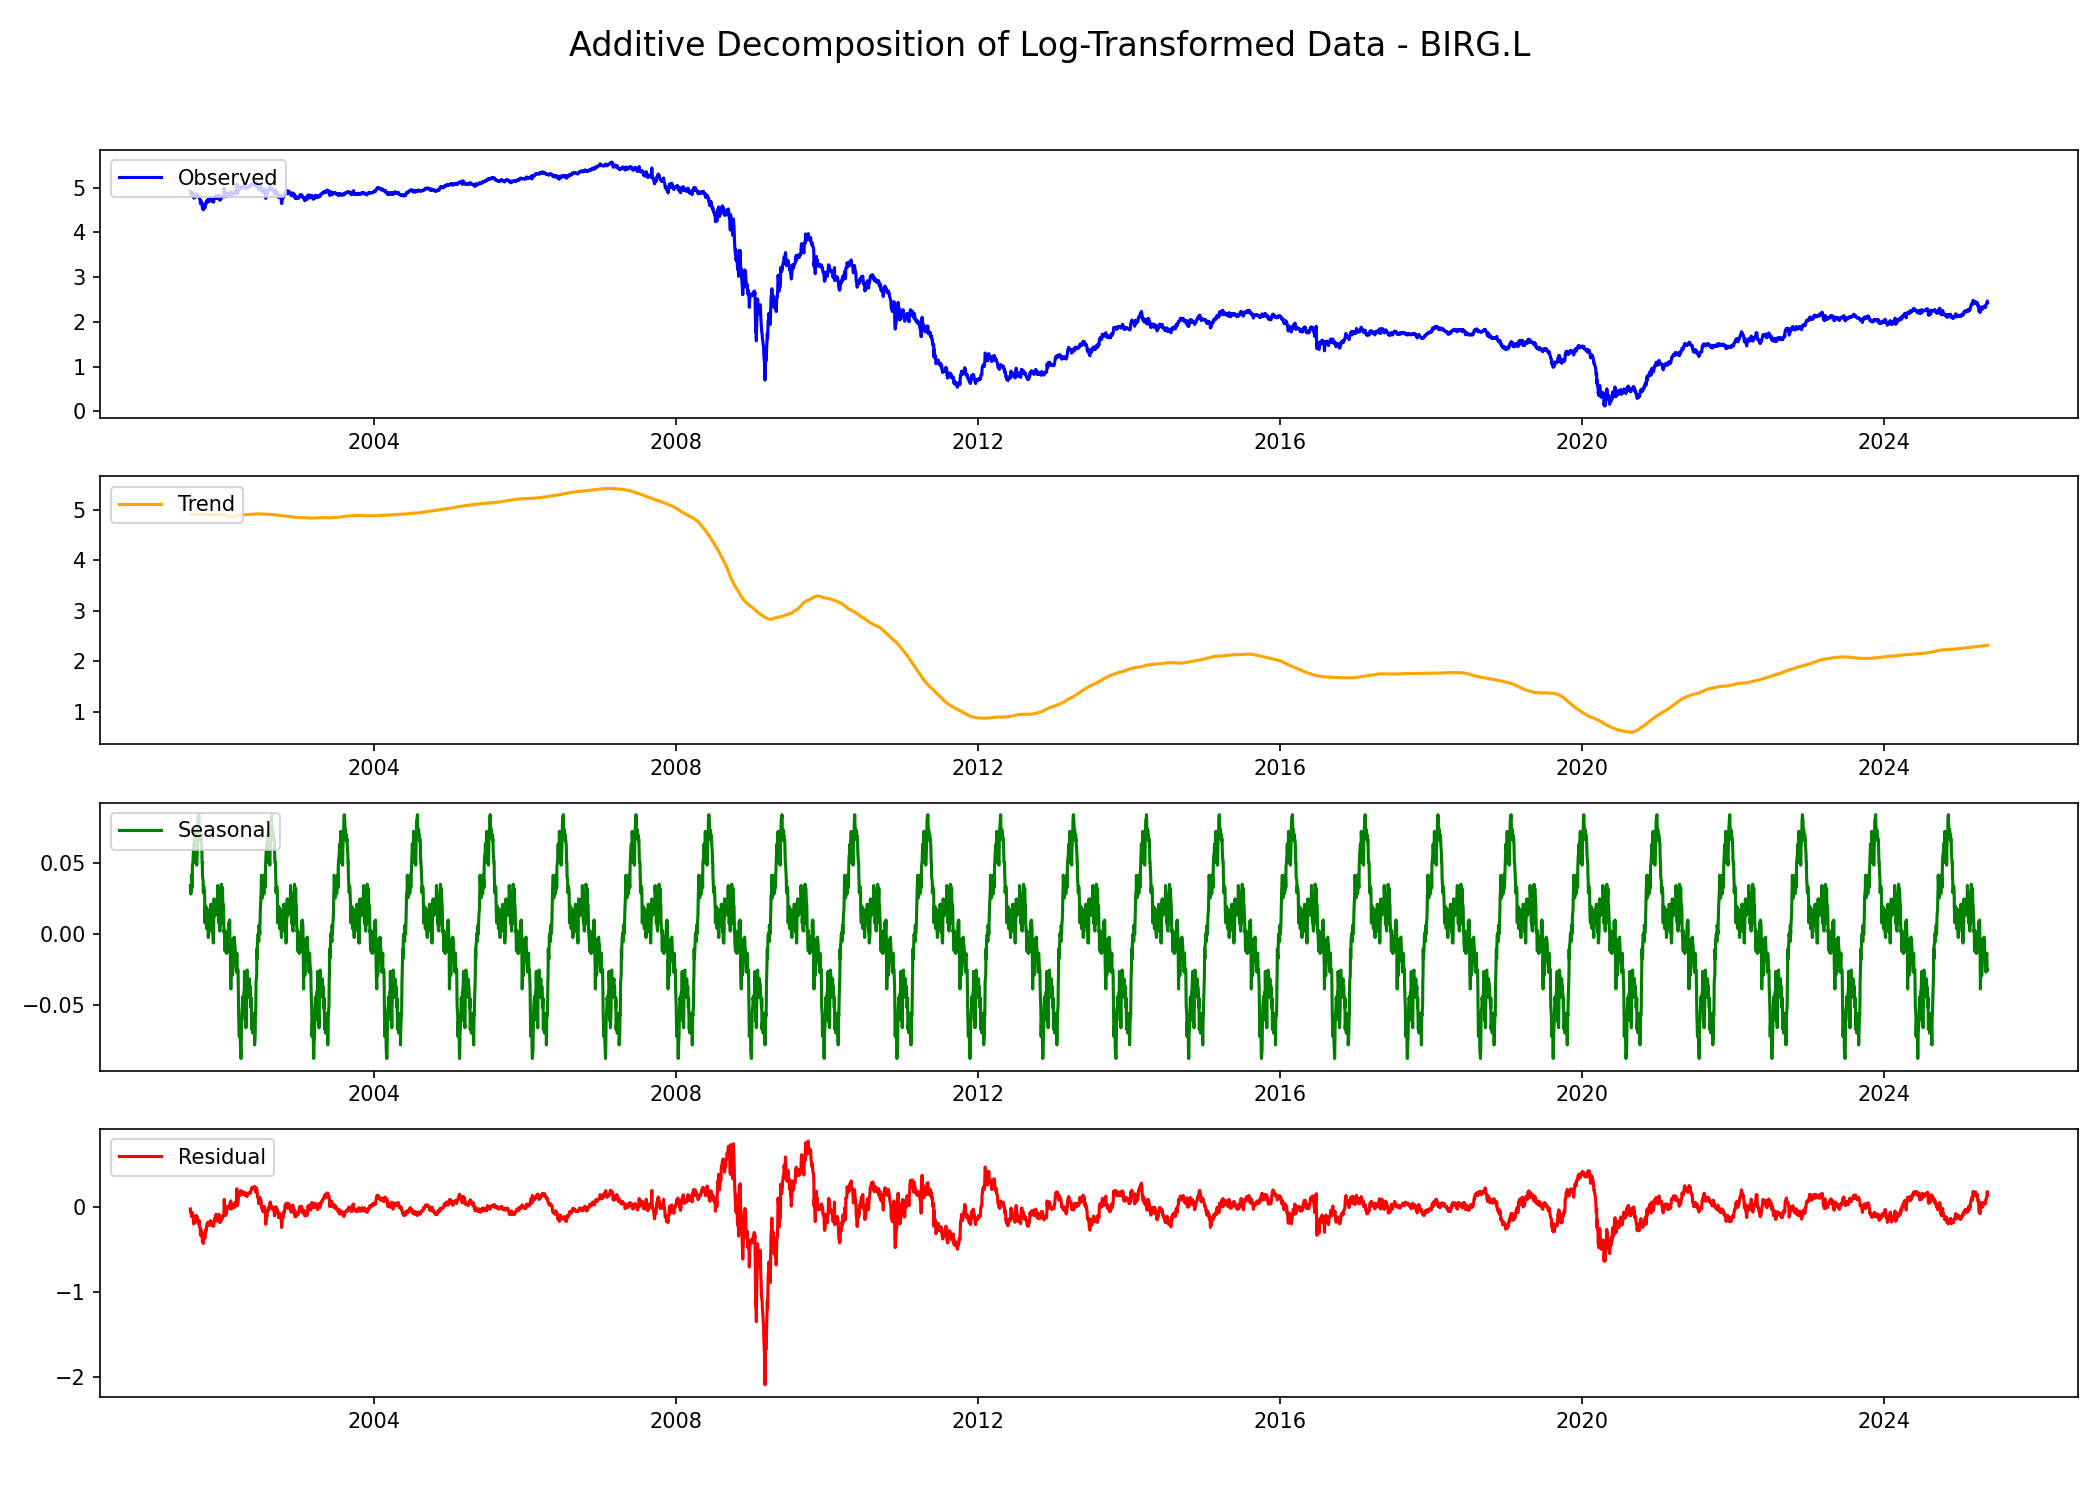 Additive Decomposition of Log-Transformed Data - BIRG.L
Observed
5
4
3
2
1
0
2004 2008 2012 2016 2020 2024
Trend
5
4
3
2
1
2004 2008 2012 2016 2020 2024
Seasonal
0.05
0.00
−0.05
2004 2008 2012 2016 2020 2024
Residual
0
−1
−2
2004 2008 2012 2016 2020 2024